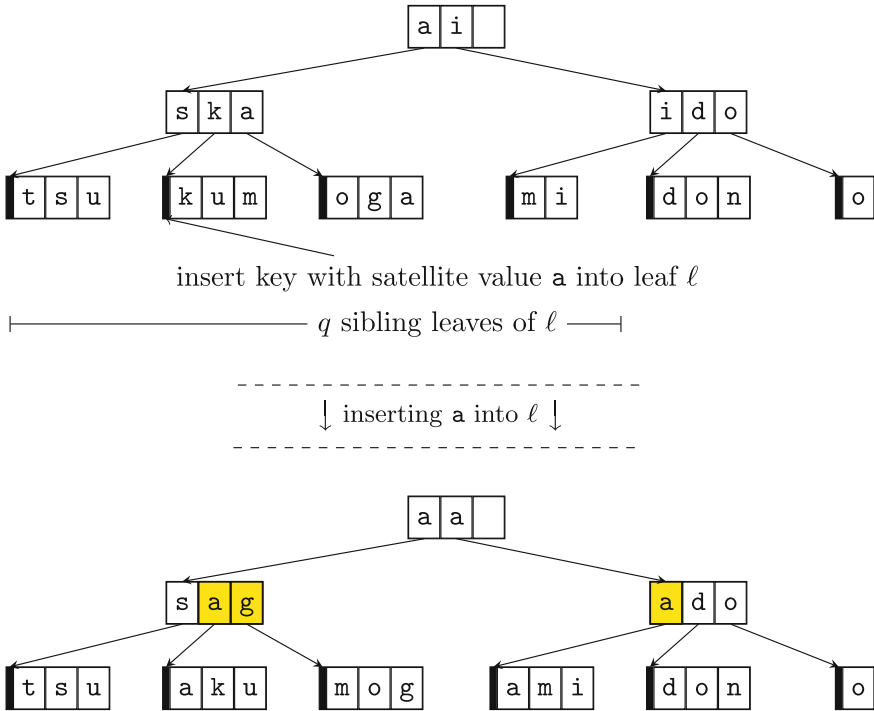 a i
s k a i d o
t s u k u m o g a m i d o n o
insert key with satellite value a into leaf ℓ
q sibling leaves of ℓ
inserting a into ℓ
a a
s a g a d o
t s u a k u m o g a m i d o n o